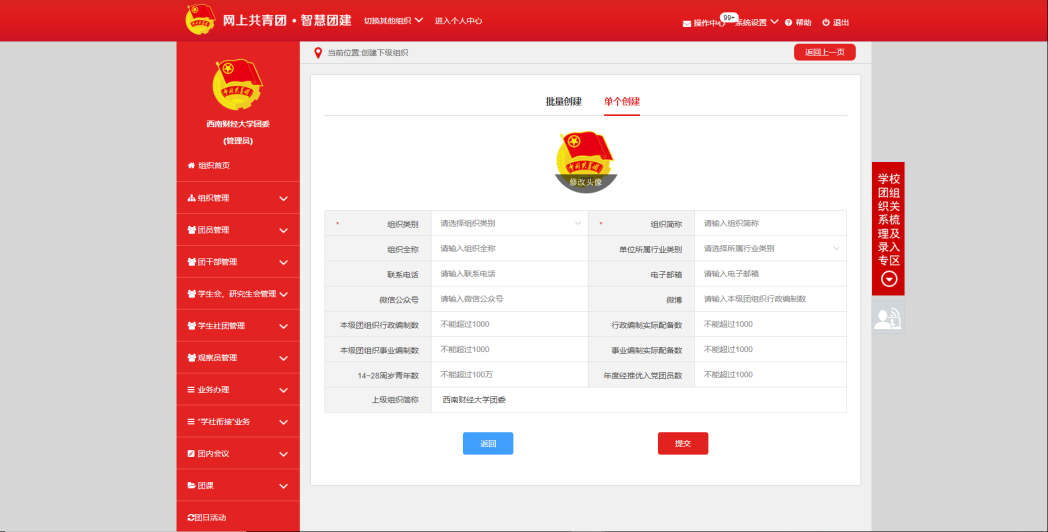 网上共青团·智慧团建 切换其他组织 进入个人中心
操作中心 99+ 系统设置 帮助 退出
西南财经大学团委
(管理员)
组织首页
组织管理
团员管理
团干部管理
学生会、研究生会管理
学生社团管理
观察员管理
业务办理
“学社衔接”业务
团内会议
团课
团日活动
当前位置:创建下级组织
返回上一页
批量创建 单个创建
修改头像
* 组织类别 请选择组织类别 * 组织简称 请输入组织简称
组织全称 请输入组织全称 单位所属行业类别 请选择所属行业类别
联系电话 请输入联系电话 电子邮箱 请输入电子邮箱
微信公众号 请输入微信公众号 微博 请输入本级团组织行政编制数
本级团组织行政编制数 不能超过1000 行政编制实际配备数 不能超过1000
本级团组织事业编制数 不能超过1000 事业编制实际配备数 不能超过1000
14-28周岁青年数 不能超过100万 年度经推优入党团员数 不能超过1000
上级组织简称 西南财经大学团委
返回 提交
学校
团组
织关
系梳
理及
录入
专区